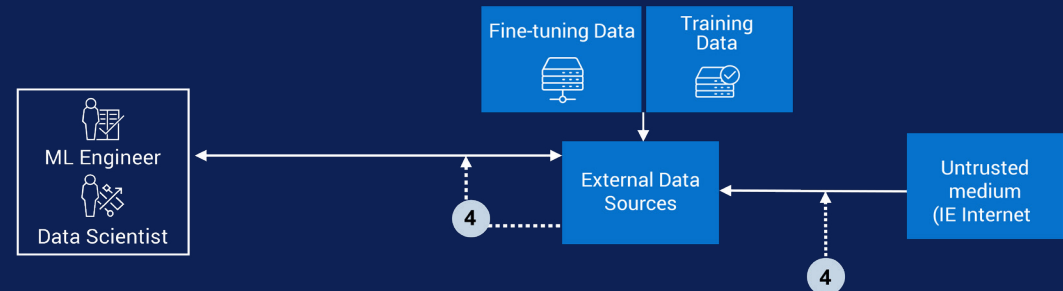 Fine-tuning Data
Training
Data
ML Engineer
Data Scientist
4
External Data
Sources
Untrusted
medium
(IE Internet
4